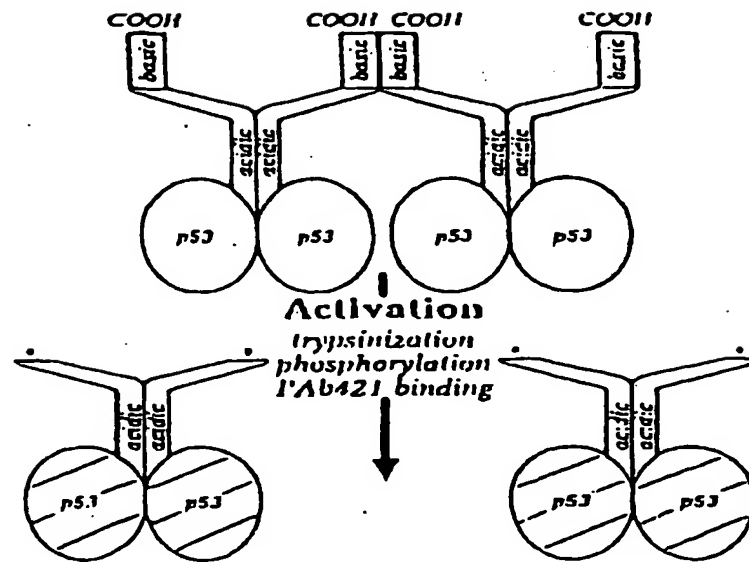 COOH COOH COOH COOH
basic basic basic basic
acidic acidic acidic acidic
p53 p53 p53 p53
Activation
trypsinization
phosphorylation
PAb421 binding
acidic acidic acidic acidic
p53 p53 p53 p53